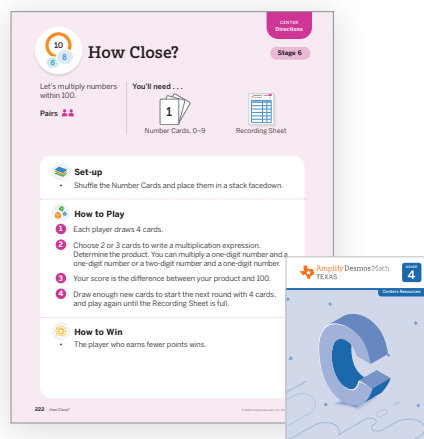 CENTER
Directions
10
8
6
How Close?
Stage 6
Let's multiply numbers
within 100.
Pairs
You'll need . . .
1
Number Cards, 0–9
Recording Sheet
Set-up
• Shuffle the Number Cards and place them in a stack facedown.
How to Play
1 Each player draws 4 cards.
2 Choose 2 or 3 cards to write a multiplication expression.
Determine the product. You can multiply a one-digit number and a
one-digit number or a two-digit number and a one-digit number.
3 Your score is the difference between your product and 100.
4 Draw enough new cards to start the next round with 4 cards,
and play again until the Recording Sheet is full.
How to Win
• The player who earns fewer points wins.
222 How Close?
Amplify Desmos Math
TEXAS
GRADE
4
Centers Resources